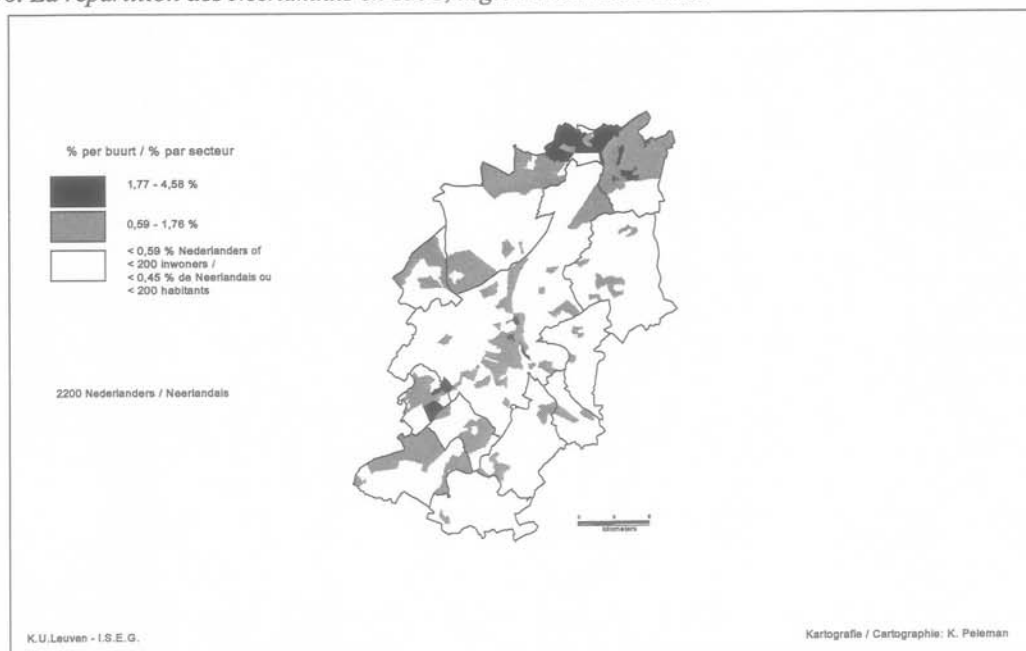 % per buurt / % par secteur
1,77 - 4,58 %
0,59 - 1,76 %
< 0,59 % Nederlanders of
< 200 inwoners /
< 0,45 % de Neerlandais ou
< 200 habitants
2200 Nederlanders / Neerlandais
kilometers
K.U.Leuven - I.S.E.G.
Kartografie / Cartographie: K. Peleman